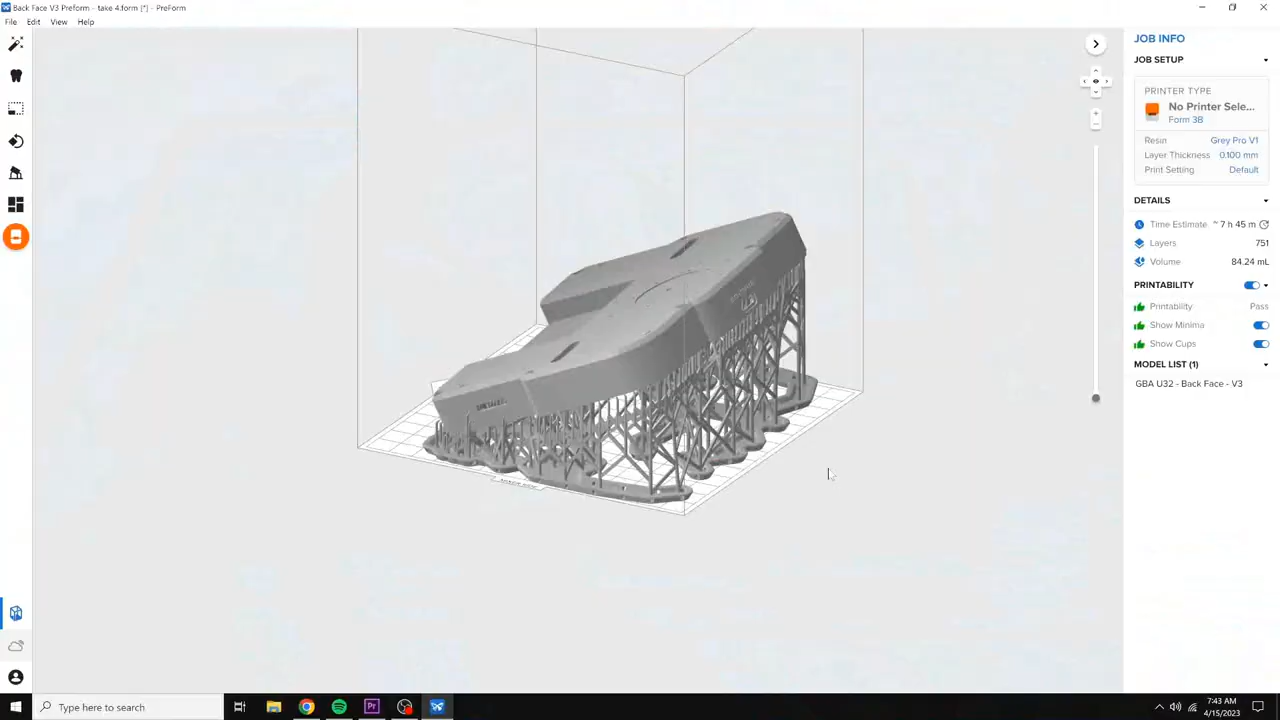 Back Face V3 Preform - take 4.form [*] - PreForm
File Edit View Help
JOB INFO
JOB SETUP
PRINTER TYPE
No Printer Sele...
Form 3B
Resin Grey Pro V1
Layer Thickness 0.100 mm
Print Setting Default
DETAILS
Time Estimate ~ 7 h 45 m
Layers 751
Volume 84.24 mL
PRINTABILITY
Printability Pass
Show Minima
Show Cups
MODEL LIST (1)
GBA U32 - Back Face - V3
Type here to search
Pr
7:43 AM
4/15/2023